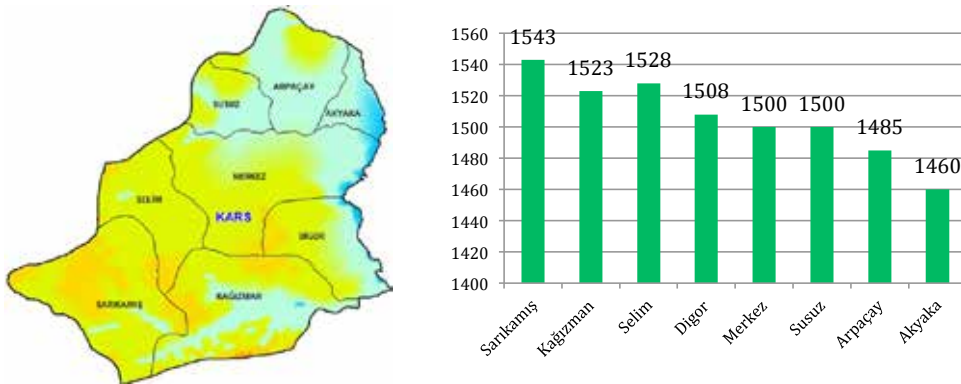 ARPAÇAY
SUSUZ
AKYAKA
MERKEZ
SELİM
KARS
DİGOR
KAĞIZMAN
SARIKAMIŞ
1560
1540
1520
1500
1480
1460
1440
1420
1400
1543
1523
1528
1508
1500
1500
1485
1460
Sarıkamış
Kağızman
Selim
Digor
Merkez
Susuz
Arpaçay
Akyaka